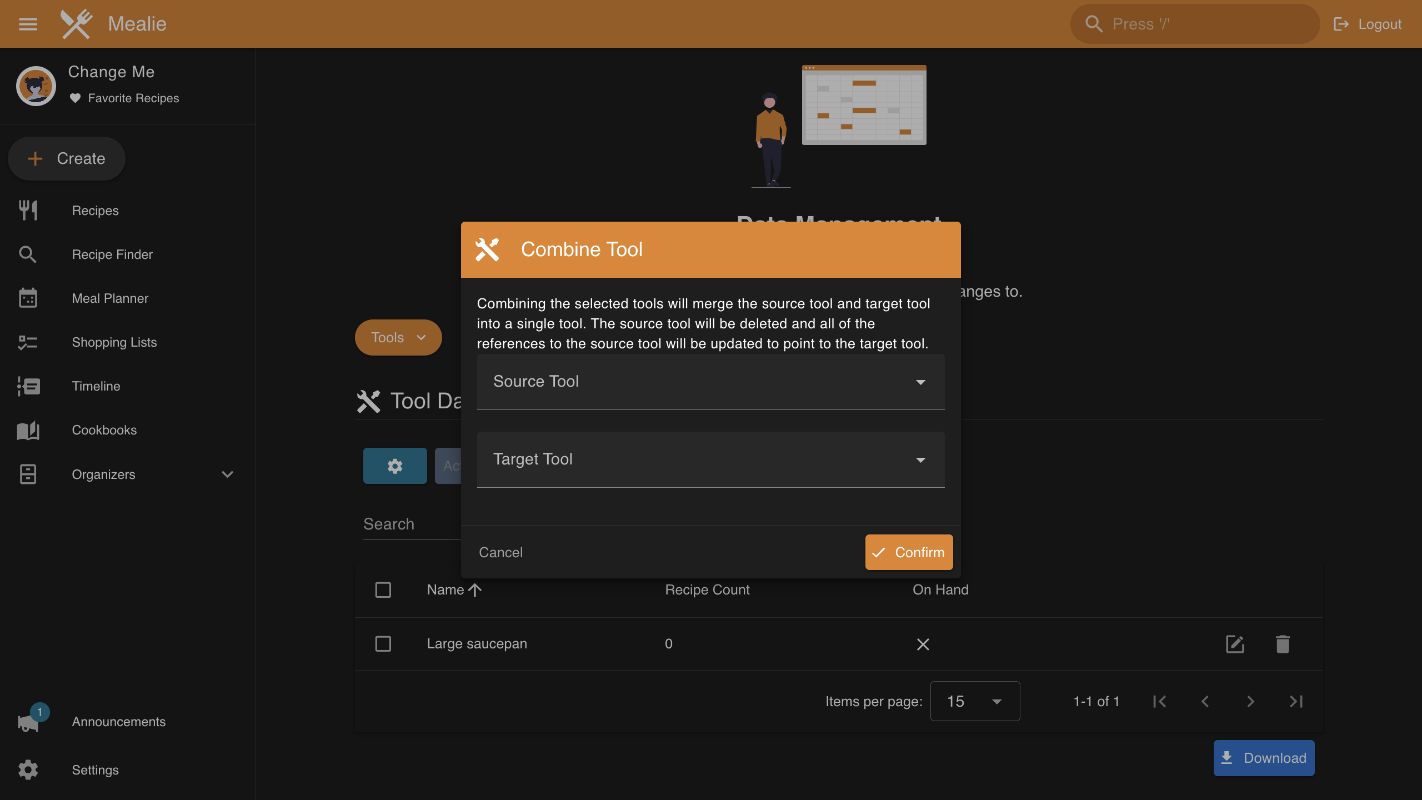 Mealie
Press '/'
Logout
Change Me
Favorite Recipes
Create
Recipes
Recipe Finder
Meal Planner
Shopping Lists
Timeline
Cookbooks
Organizers
1
Announcements
Settings
Data Management
anges to.
Tools
Tool Da
Ac
Search
Combine Tool
Combining the selected tools will merge the source tool and target tool
into a single tool. The source tool will be deleted and all of the
references to the source tool will be updated to point to the target tool.
Source Tool
Target Tool
Cancel
Confirm
Name Recipe Count On Hand
Large saucepan 0
Items per page: 15 1-1 of 1
Download